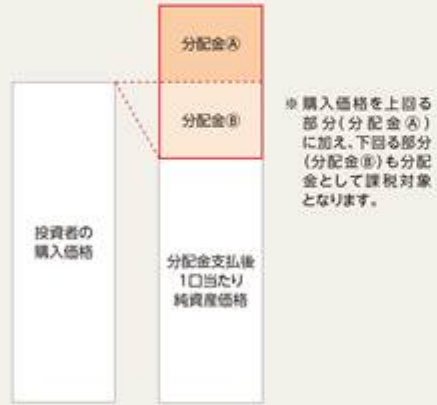 分配金Ⓐ
分配金Ⓑ
投資者の
購入価格
分配金支払後
1口当たり
純資産価格
※購入価格を上回る
部分(分配金Ⓐ)
に加え、下回る部分
(分配金Ⓑ)も分配
金として課税対象
となります。